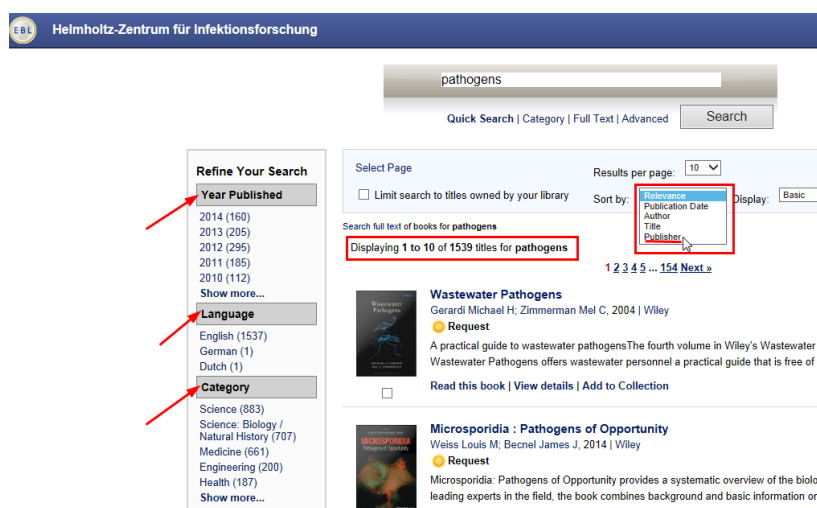 EBL
Helmholtz-Zentrum für Infektionsforschung
pathogens
Quick Search | Category | Full Text | Advanced
Search
Refine Your Search
Year Published
2014 (160)
2013 (205)
2012 (295)
2011 (185)
2010 (112)
Show more...
Language
English (1537)
German (1)
Dutch (1)
Category
Science (883)
Science: Biology /
Natural History (707)
Medicine (661)
Engineering (200)
Health (187)
Show more...
Select Page
Results per page: 10
Limit search to titles owned by your library
Sort by:
Relevance
Publication Date
Author
Title
Publisher
Display: Basic
Search full text of books for pathogens
Displaying 1 to 10 of 1539 titles for pathogens
1 2 3 4 5 ... 154 Next »
Wastewater
Pathogens
Wastewater Pathogens
Gerardi Michael H; Zimmerman Mel C, 2004 | Wiley
Request
A practical guide to wastewater pathogensThe fourth volume in Wiley's Wastewater
Wastewater Pathogens offers wastewater personnel a practical guide that is free of
Read this book | View details | Add to Collection
MICROSPORIDIA
Pathogens of Opportunity
Microsporidia : Pathogens of Opportunity
Weiss Louis M; Becnel James J, 2014 | Wiley
Request
Microsporidia: Pathogens of Opportunity provides a systematic overview of the biolo
leading experts in the field, the book combines background and basic information or